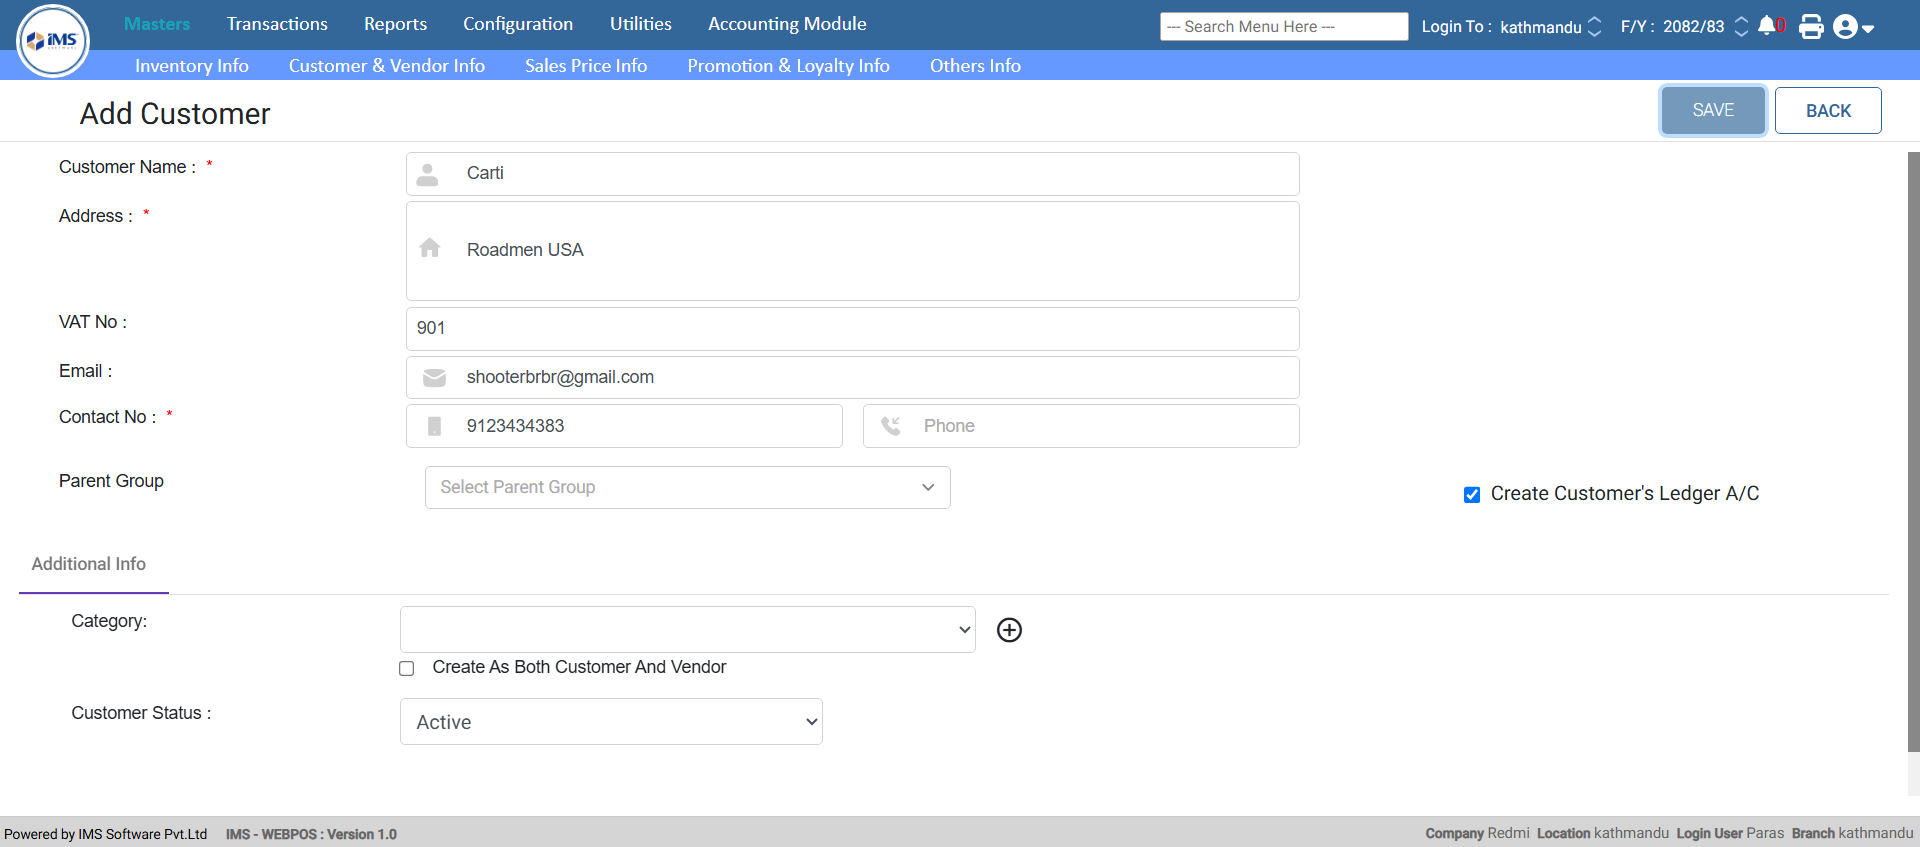 iMS
SOFTWARE
Masters Transactions Reports Configuration Utilities Accounting Module --- Search Menu Here --- Login To : kathmandu F/Y : 2082/83 0
Inventory Info Customer & Vendor Info Sales Price Info Promotion & Loyalty Info Others Info
Add Customer SAVE BACK
Customer Name : * Carti
Address : * Roadmen USA
VAT No : 901
Email : shooterbrbr@gmail.com
Contact No : * 9123434383 Phone
Parent Group Select Parent Group Create Customer's Ledger A/C
Additional Info
Category:
Create As Both Customer And Vendor
Customer Status : Active
Powered by IMS Software Pvt.Ltd IMS - WEBPOS : Version 1.0 Company Redmi Location kathmandu Login User Paras Branch kathmandu